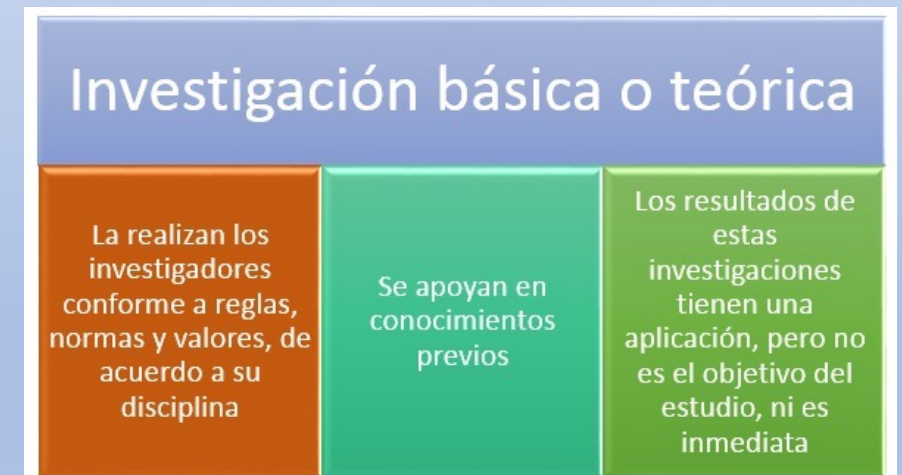 Investigación básica o teórica
La realizan los
investigadores
conforme a reglas,
normas y valores, de
acuerdo a su
disciplina
Se apoyan en
conocimientos
previos
Los resultados de
estas
investigaciones
tienen una
aplicación, pero no
es el objetivo del
estudio, ni es
inmediata